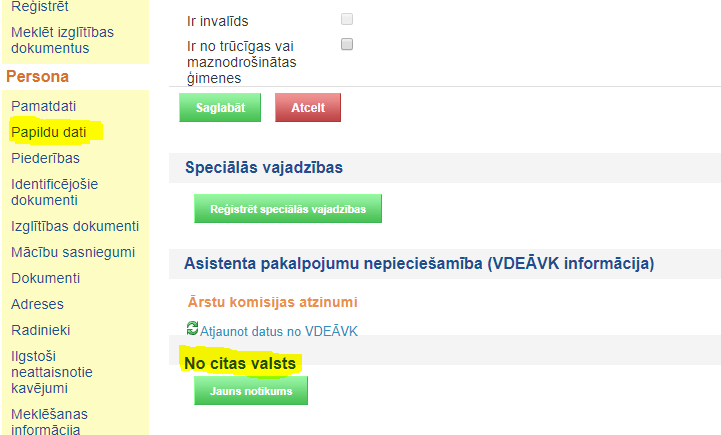 Reģistrēt
Meklēt izglītības
dokumentus
Persona
Pamatdati
Papildu dati
Piederības
Identificējošie
dokumenti
Izglītības dokumenti
Mācību sasniegumi
Dokumenti
Adreses
Radinieki
Ilgstoši
neattaisnotie
kavējumi
Meklēšanas
informācija
Ir invalīds
Ir no trūcīgas vai
maznodrošinātas
ģimenes
Saglabāt
Atcelt
Speciālās vajadzības
Reģistrēt speciālās vajadzības
Asistenta pakalpojumu nepieciešamība (VDEĀVK informācija)
Ārstu komisijas atzinumi
Atjaunot datus no VDEĀVK
No citas valsts
Jauns notikums